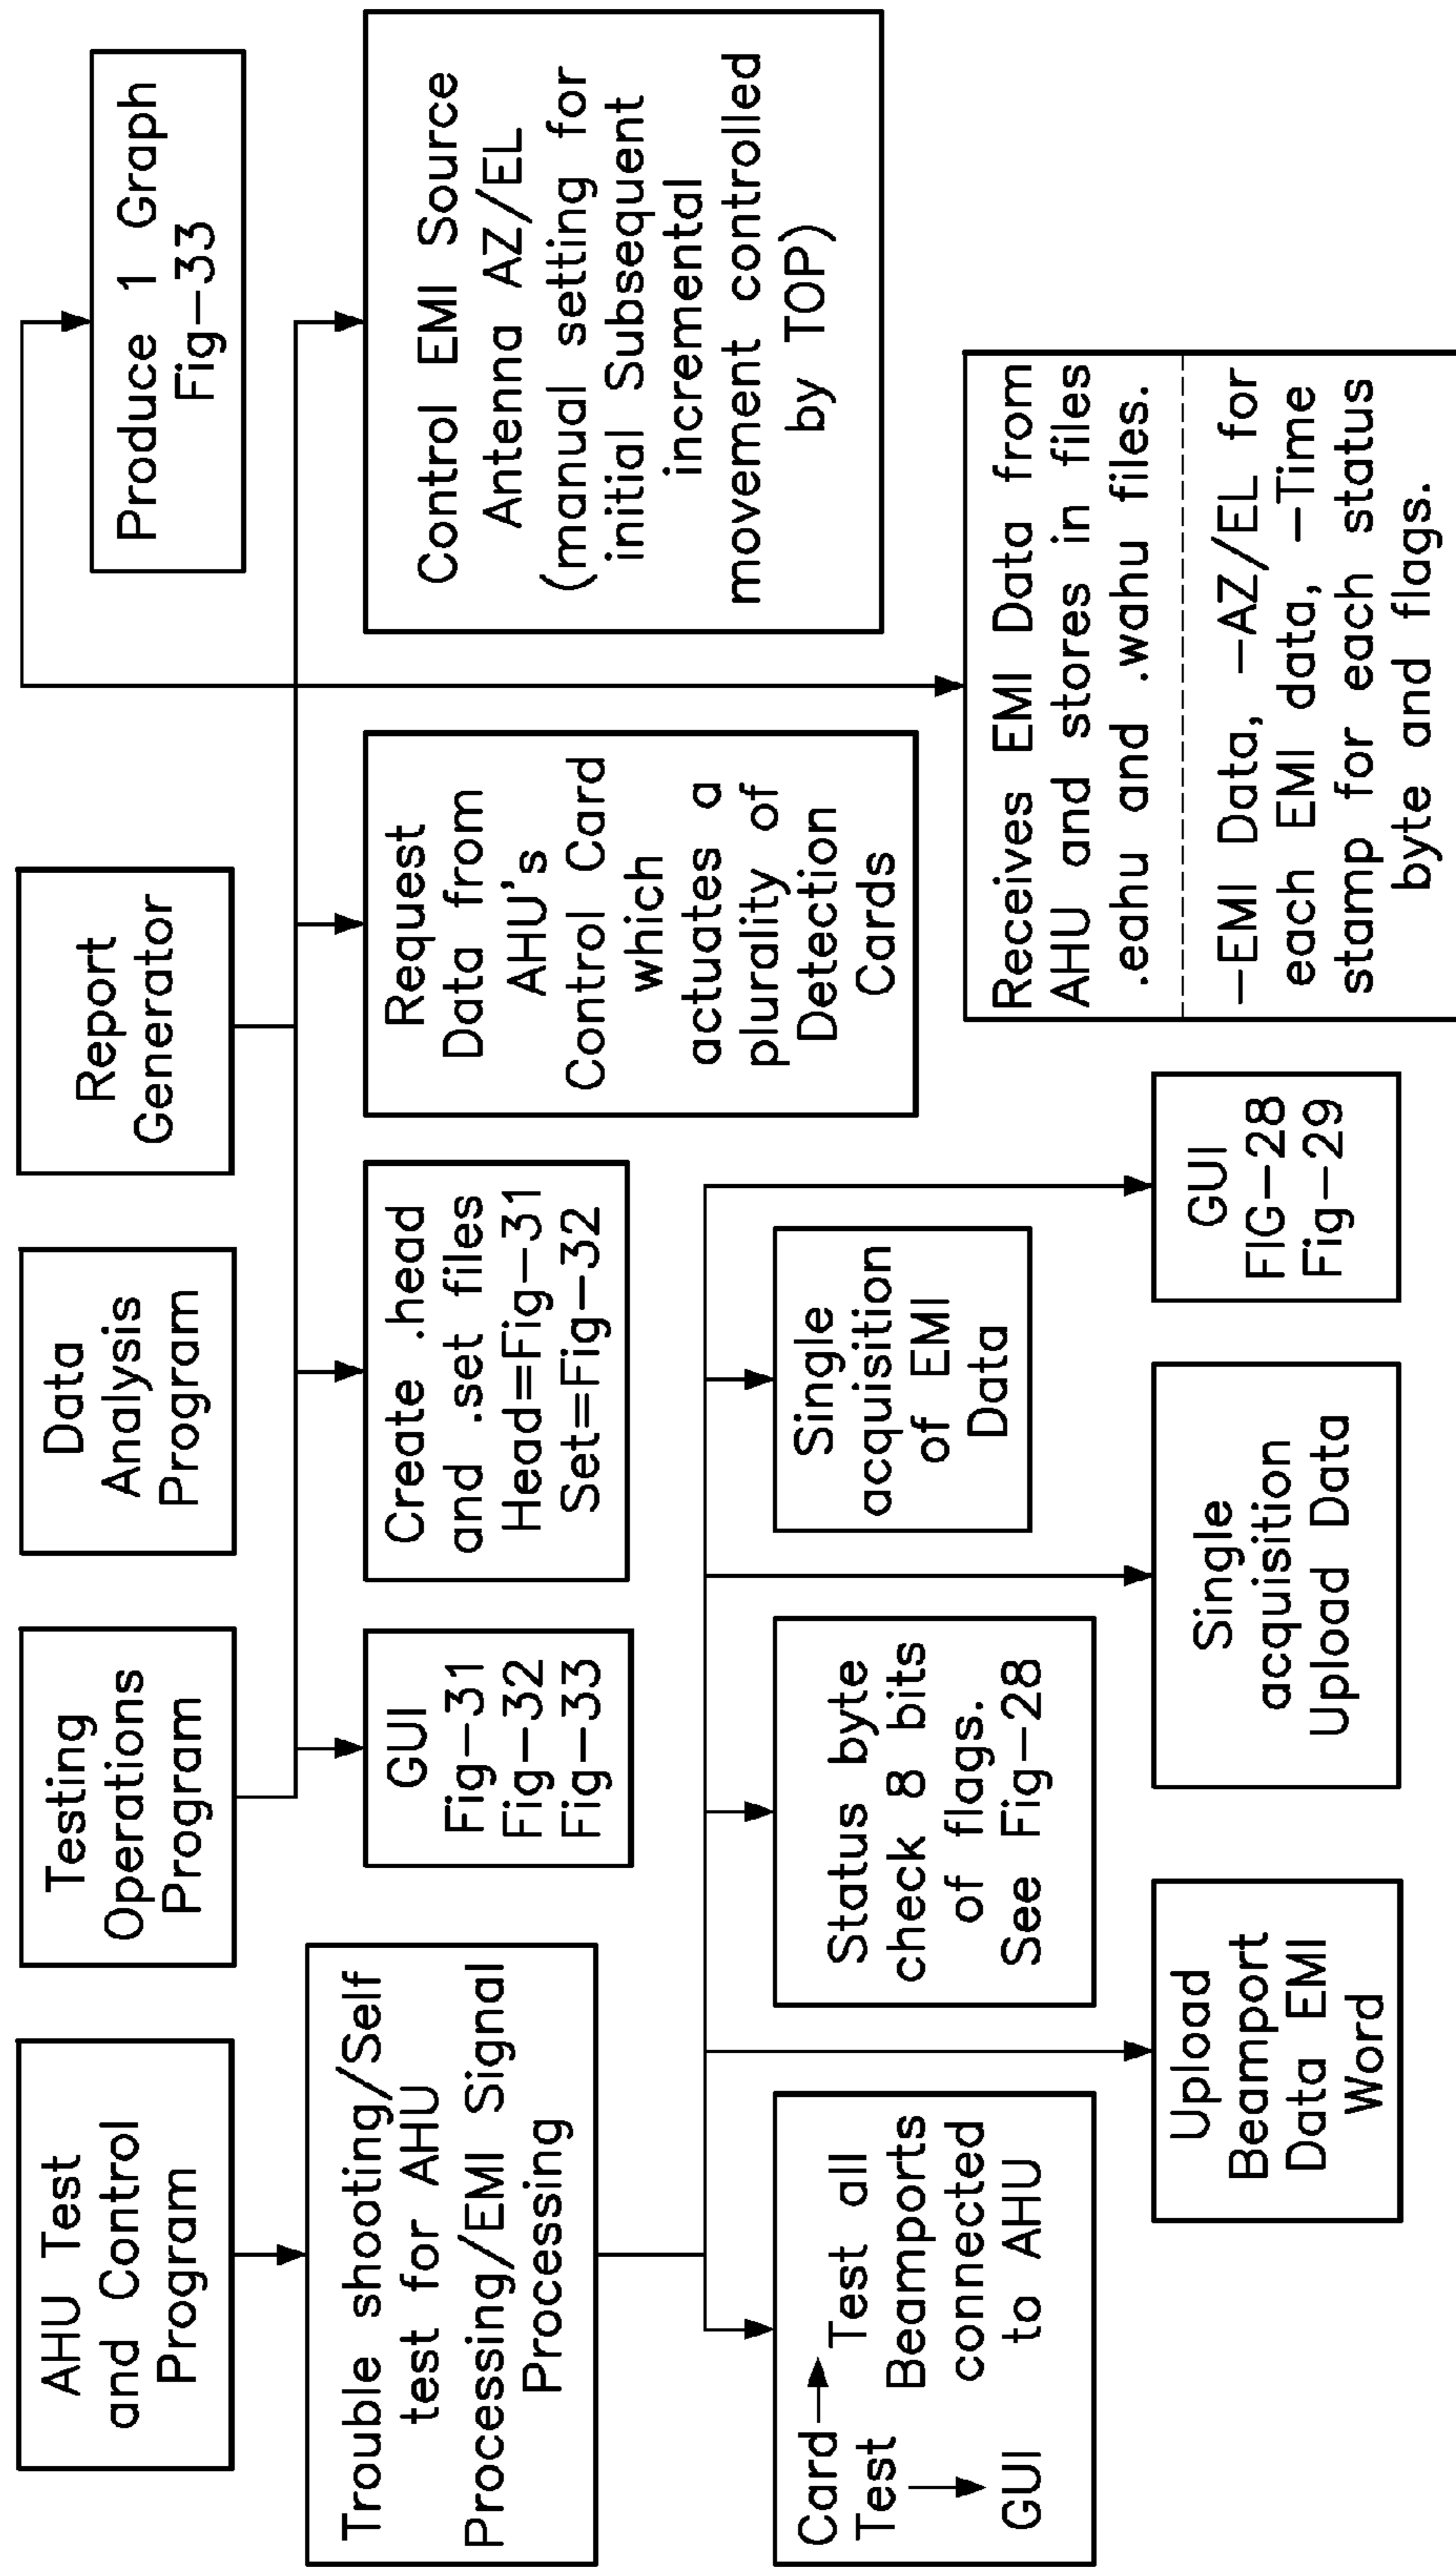 AHU Test
and Control
Program
Testing
Operations
Program
Data
Analysis
Program
Report
Generator
Produce 1 Graph
Fig-33
Trouble shooting/Self
test for AHU
Processing/EMI Signal
Processing
GUI
Fig-31
Fig-32
Fig-33
Create .head
and .set files
Head=Fig-31
Set=Fig-32
Request
Data from
AHU's
Control Card
which
actuates a
plurality of
Detection
Cards
Control EMI Source
Antenna AZ/EL
(manual setting for
initial Subsequent
incremental
movement controlled
by TOP)
Card
Test
GUI
Test all
Beamports
connected
to AHU
Status byte
check 8 bits
of flags.
See Fig-28
Single
acquisition
of EMI
Data
Receives EMI Data from
AHU and stores in files
.eahu and .wahu files.
-EMI Data, -AZ/EL for
each EMI data, -Time
stamp for each status
byte and flags.
Upload
Beamport
Data EMI
Word
Single
acquisition
Upload Data
GUI
FIG-28
Fig-29